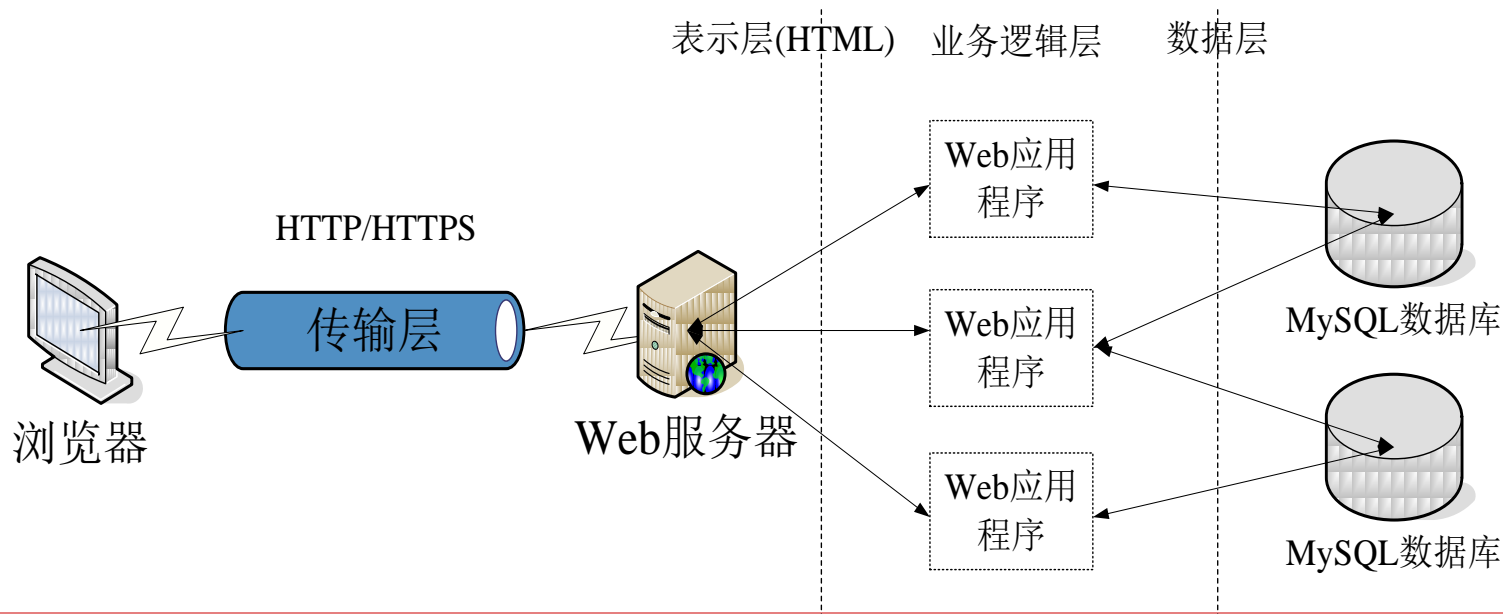 表示层(HTML)
业务逻辑层
数据层
Web应用
程序
HTTP/HTTPS
传输层
Web应用
程序
MySQL数据库
浏览器
Web服务器
Web应用
程序
MySQL数据库